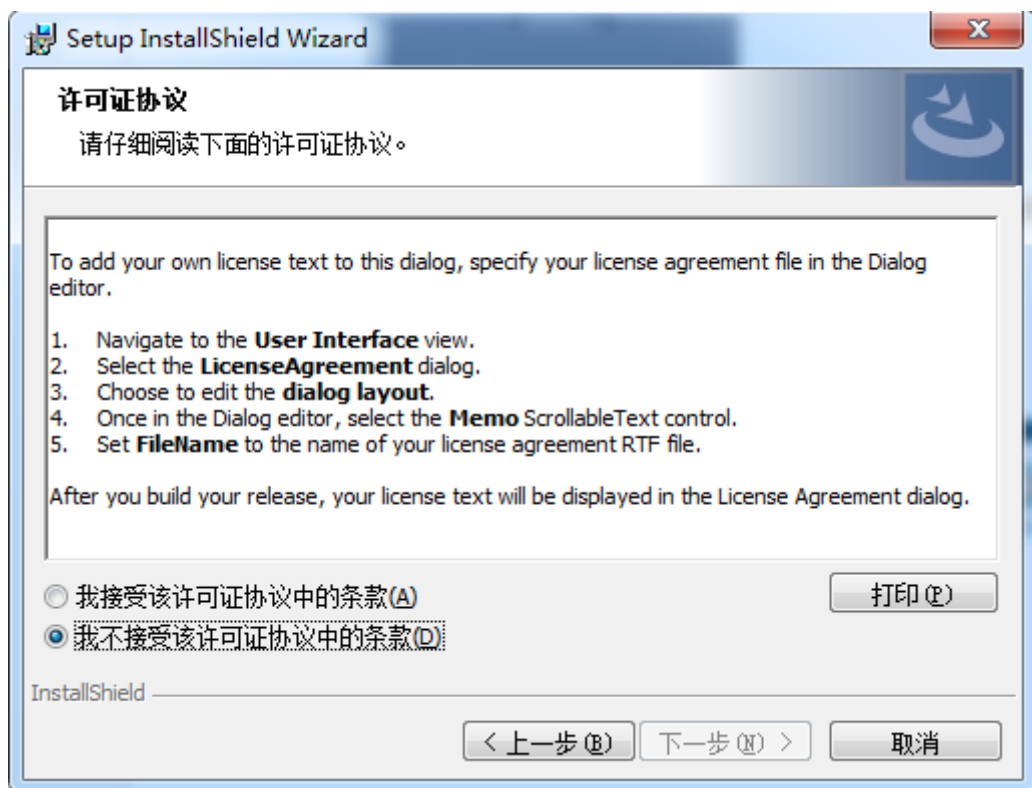 Setup InstallShield Wizard
许可证协议
请仔细阅读下面的许可证协议。
To add your own license text to this dialog, specify your license agreement file in the Dialog
editor.
1. Navigate to the User Interface view.
2. Select the LicenseAgreement dialog.
3. Choose to edit the dialog layout.
4. Once in the Dialog editor, select the Memo ScrollableText control.
5. Set FileName to the name of your license agreement RTF file.
After you build your release, your license text will be displayed in the License Agreement dialog.
我接受该许可证协议中的条款(A)
打印(P)
我不接受该许可证协议中的条款(D)
InstallShield
< 上一步(B)
下一步(N) >
取消